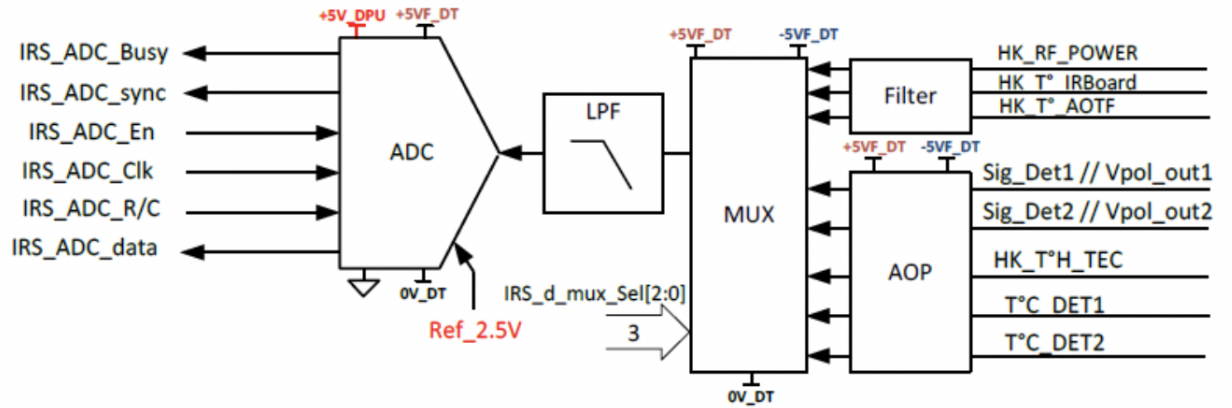 +5V_DPU +5VF_DT
IRS_ADC_Busy
IRS_ADC_sync
IRS_ADC_En
IRS_ADC_Clk
IRS_ADC_R/C
IRS_ADC_data
ADC
0V_DT
Ref_2.5V
LPF
IRS_d_mux_Sel[2:0]
3
+5VF_DT -5VF_DT
MUX
0V_DT
Filter
HK_RF_POWER
HK_T°_IRBoard
HK_T°_AOTF
+5VF_DT -5VF_DT
AOP
Sig_Det1 // Vpol_out1
Sig_Det2 // Vpol_out2
HK_T°H_TEC
T°C_DET1
T°C_DET2